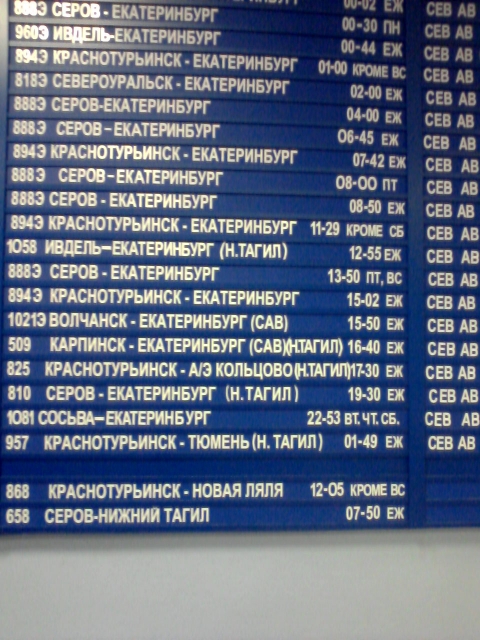 00-02 ЕЖ СЕВ АВ
888Э СЕРОВ - ЕКАТЕРИНБУРГ 00-30 ПН СЕВ АВ
960Э ИВДЕЛЬ-ЕКАТЕРИНБУРГ 00-44 ЕЖ СЕВ АВ
894Э КРАСНОТУРЬИНСК - ЕКАТЕРИНБУРГ 01-00 КРОМЕ ВС СЕВ АВ
818Э СЕВЕРОУРАЛЬСК - ЕКАТЕРИНБУРГ 02-00 ЕЖ СЕВ АВ
888Э СЕРОВ-ЕКАТЕРИНБУРГ 04-00 ЕЖ СЕВ АВ
888Э СЕРОВ – ЕКАТЕРИНБУРГ 06-45 ЕЖ СЕВ АВ
894Э КРАСНОТУРЬИНСК - ЕКАТЕРИНБУРГ 07-42 ЕЖ СЕВ АВ
888Э СЕРОВ-ЕКАТЕРИНБУРГ 08-00 ПТ СЕВ АВ
888Э СЕРОВ - ЕКАТЕРИНБУРГ 08-50 ЕЖ СЕВ АВ
894Э КРАСНОТУРЬИНСК - ЕКАТЕРИНБУРГ 11-29 КРОМЕ СБ СЕВ АВ
1058 ИВДЕЛЬ–ЕКАТЕРИНБУРГ (Н.ТАГИЛ) 12-55 ЕЖ СЕВ АВ
888Э СЕРОВ - ЕКАТЕРИНБУРГ 13-50 ПТ, ВС СЕВ АВ
894Э КРАСНОТУРЬИНСК - ЕКАТЕРИНБУРГ 15-02 ЕЖ СЕВ АВ
1021Э ВОЛЧАНСК - ЕКАТЕРИНБУРГ (САВ) 15-50 ЕЖ СЕВ АВ
509 КАРПИНСК - ЕКАТЕРИНБУРГ (САВ)(Н.ТАГИЛ) 16-40 ЕЖ СЕВ АВ
825 КРАСНОТУРЬИНСК - А/Э КОЛЬЦОВО (Н.ТАГИЛ) 17-30 ЕЖ СЕВ АВ
810 СЕРОВ - ЕКАТЕРИНБУРГ (Н.ТАГИЛ) 19-30 ЕЖ СЕВ АВ
1081 СОСЬВА–ЕКАТЕРИНБУРГ 22-53 ВТ.ЧТ.СБ. СЕВ АВ
957 КРАСНОТУРЬИНСК - ТЮМЕНЬ (Н. ТАГИЛ) 01-49 ЕЖ СЕВ АВ
868 КРАСНОТУРЬИНСК - НОВАЯ ЛЯЛЯ 12-05 КРОМЕ ВС
658 СЕРОВ-НИЖНИЙ ТАГИЛ 07-50 ЕЖ